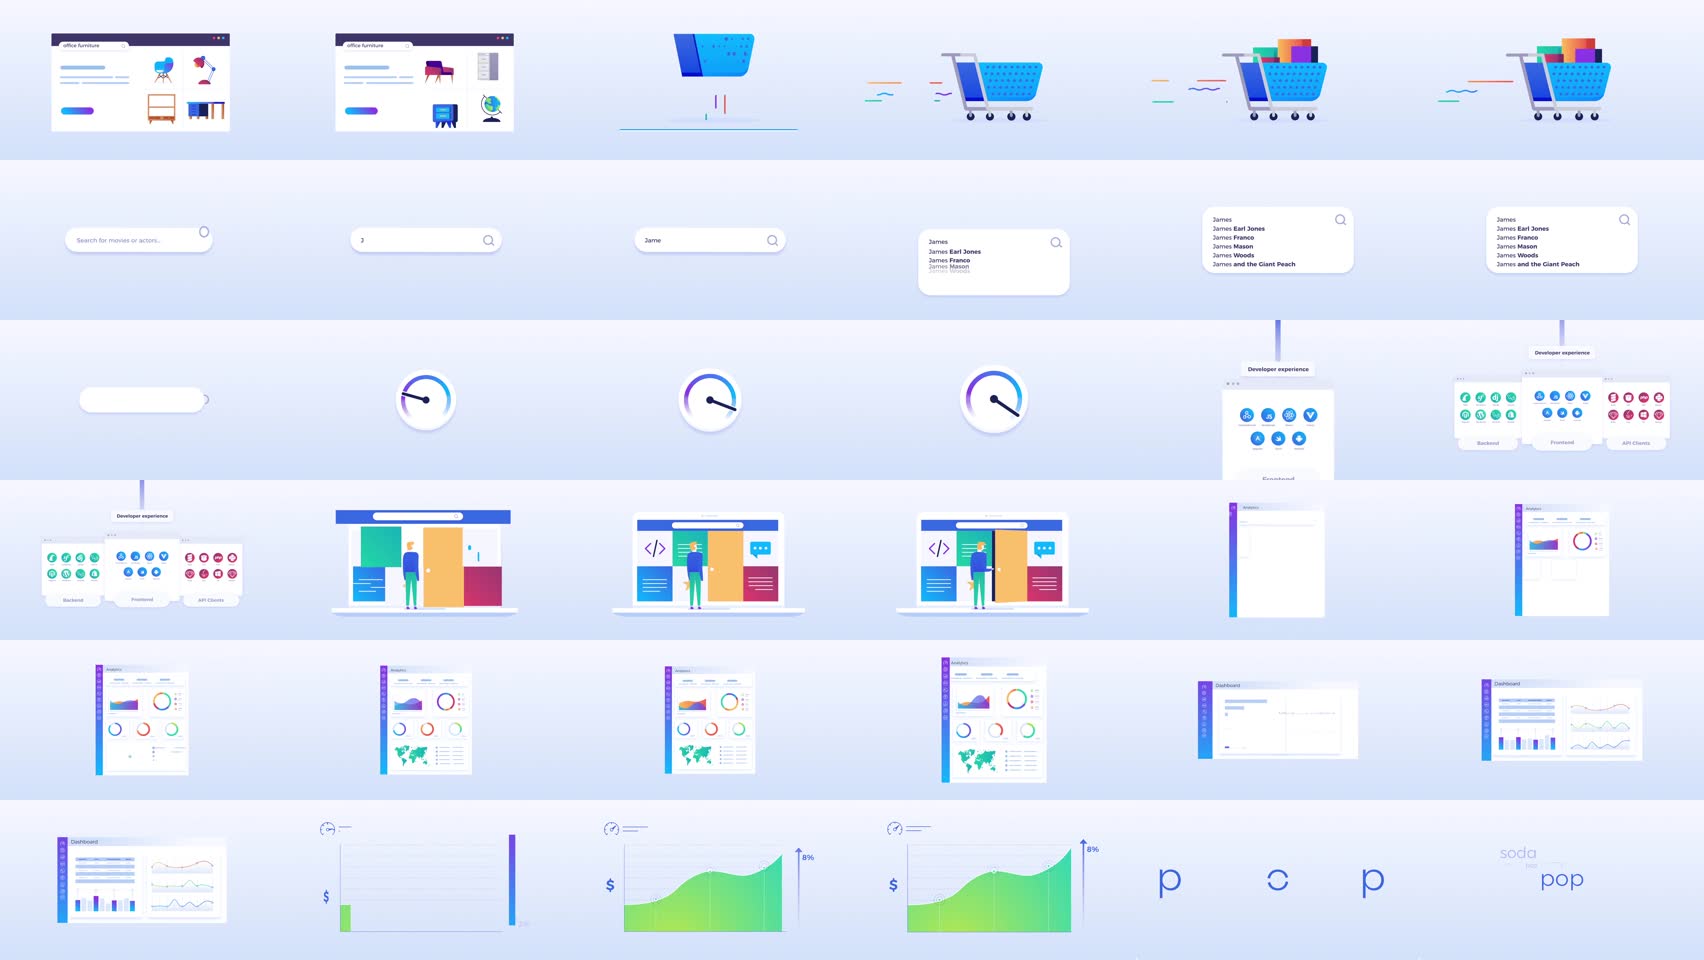 office furniture
office furniture
Search for movies or actors...
J
Jame
James
James Earl Jones
James Franco
James Mason
James Woods
James
James Earl Jones
James Franco
James Mason
James Woods
James and the Giant Peach
James
James Earl Jones
James Franco
James Mason
James Woods
James and the Giant Peach
Developer experience
Frontend
Developer experience
Backend
Frontend
API Clients
Developer experience
Backend
Frontend
API Clients
Analytics
Analytics
Analytics
Analytics
Analytics
Analytics
Dashboard
Dashboard
Dashboard
$
$
8%
$
8%
p
p
soda
pop